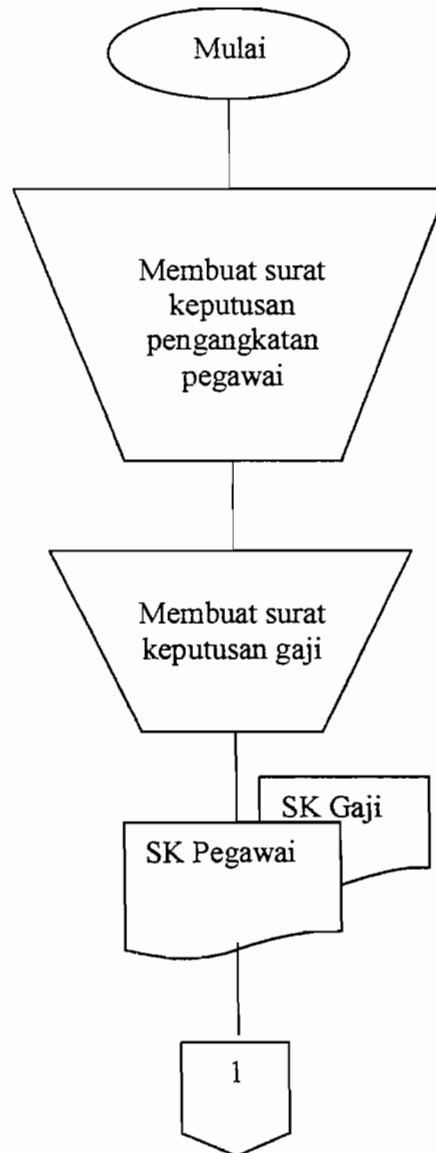 Mulai
Membuat surat
keputusan
pengangkatan
pegawai
Membuat surat
keputusan gaji
SK Gaji
SK Pegawai
1